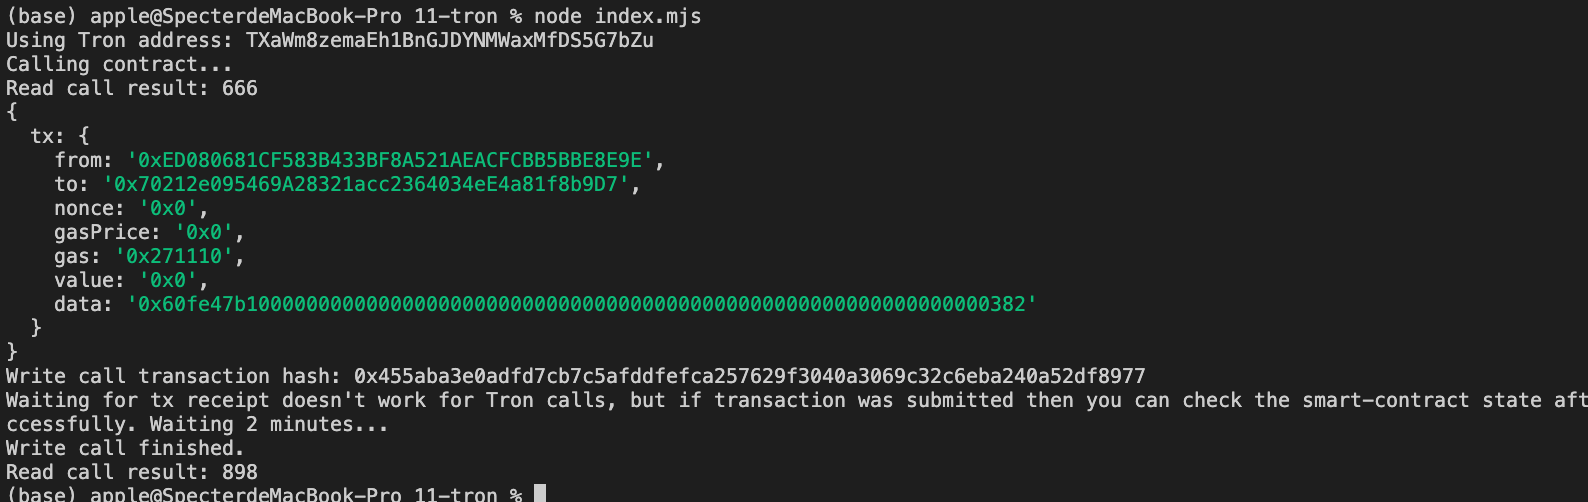 (base) apple@SpecterdeMacBook-Pro 11-tron % node index.mjs
Using Tron address: TXaWm8zemaEh1BnGJDYNMWaxMfDS5G7bZu
Calling contract...
Read call result: 666
{
  tx: {
    from: '0xED080681CF583B433BF8A521AEACFCBB5BBE8E9E',
    to: '0x70212e095469A28321acc2364034eE4a81f8b9D7',
    nonce: '0x0',
    gasPrice: '0x0',
    gas: '0x271110',
    value: '0x0',
    data: '0x60fe47b10000000000000000000000000000000000000000000000000000000000000382'
  }
}
Write call transaction hash: 0x455aba3e0adfd7cb7c5afddfefca257629f3040a3069c32c6eba240a52df8977
Waiting for tx receipt doesn't work for Tron calls, but if transaction was submitted then you can check the smart-contract state aft
ccessfully. Waiting 2 minutes...
Write call finished.
Read call result: 898
(base) apple@SpecterdeMacBook-Pro 11-tron %